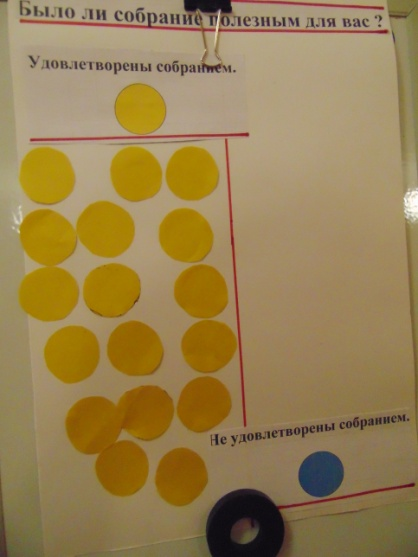 Было ли собрание полезным для вас ?
Удовлетворены собранием.
Не удовлетворены собранием.